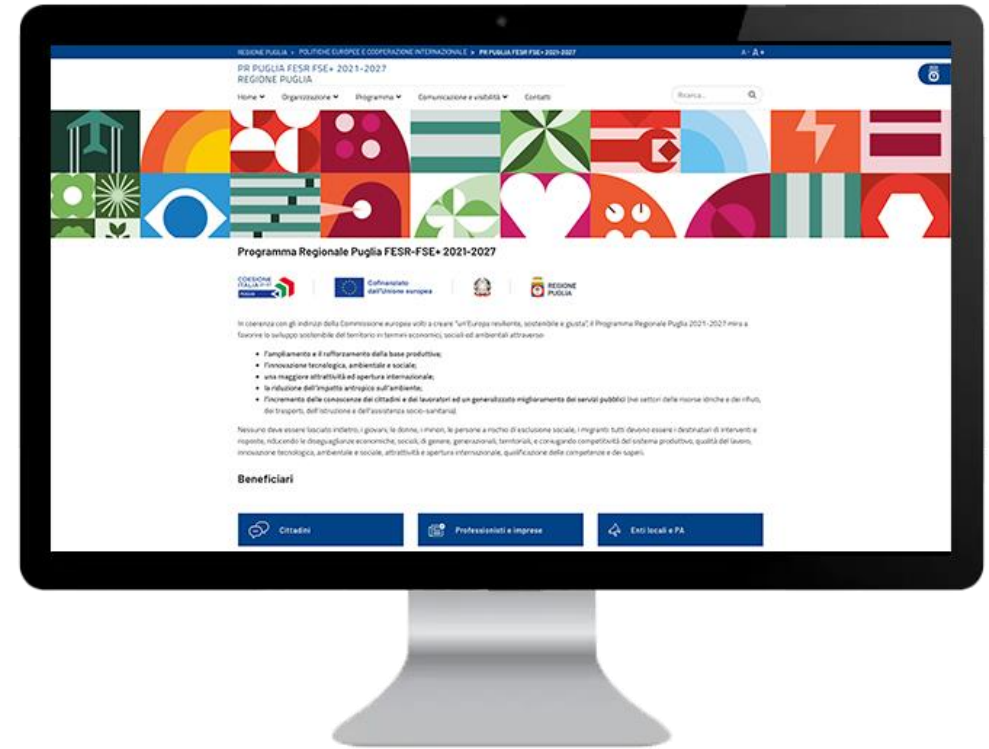 REGIONE PUGLIA > POLITICHE EUROPEE E COOPERAZIONE INTERNAZIONALE > PR PUGLIA FESR FSE+ 2021-2027 A- A+
PR PUGLIA FESR FSE+ 2021-2027
REGIONE PUGLIA
Home Organizzazione Programma Comunicazione e visibilità Contatti Ricerca...
Programma Regionale Puglia FESR-FSE+ 2021-2027
COESIONE
ITALIA 21-27
PUGLIA
Cofinanziato
dall'Unione europea
REGIONE
PUGLIA
In coerenza con gli indirizzi della Commissione europea volti a creare "un'Europa resiliente, sostenibile e giusta", il Programma Regionale Puglia 2021-2027 mira a
favorire lo sviluppo sostenibile del territorio in termini economici, sociali ed ambientali attraverso:
• l'ampliamento e il rafforzamento della base produttiva;
• l'innovazione tecnologica, ambientale e sociale;
• una maggiore attrattività ed apertura internazionale;
• la riduzione dell'impatto antropico sull'ambiente;
• l'incremento delle conoscenze dei cittadini e dei lavoratori ed un generalizzato miglioramento dei servizi pubblici (nei settori delle risorse idriche e dei rifiuti,
dei trasporti, dell'istruzione e dell'assistenza socio-sanitaria).
Nessuno deve essere lasciato indietro, i giovani, le donne, i minori, le persone a rischio di esclusione sociale, i migranti: tutti devono essere i destinatari di interventi e
risposte, riducendo le diseguaglianze economiche, sociali, di genere, generazionali, territoriali, e coniugando competitività del sistema produttivo, qualità del lavoro,
innovazione tecnologica, ambientale e sociale, attrattività e apertura internazionale, qualificazione delle competenze e dei saperi.
Beneficiari
Cittadini
Professionisti e imprese
Enti locali e PA